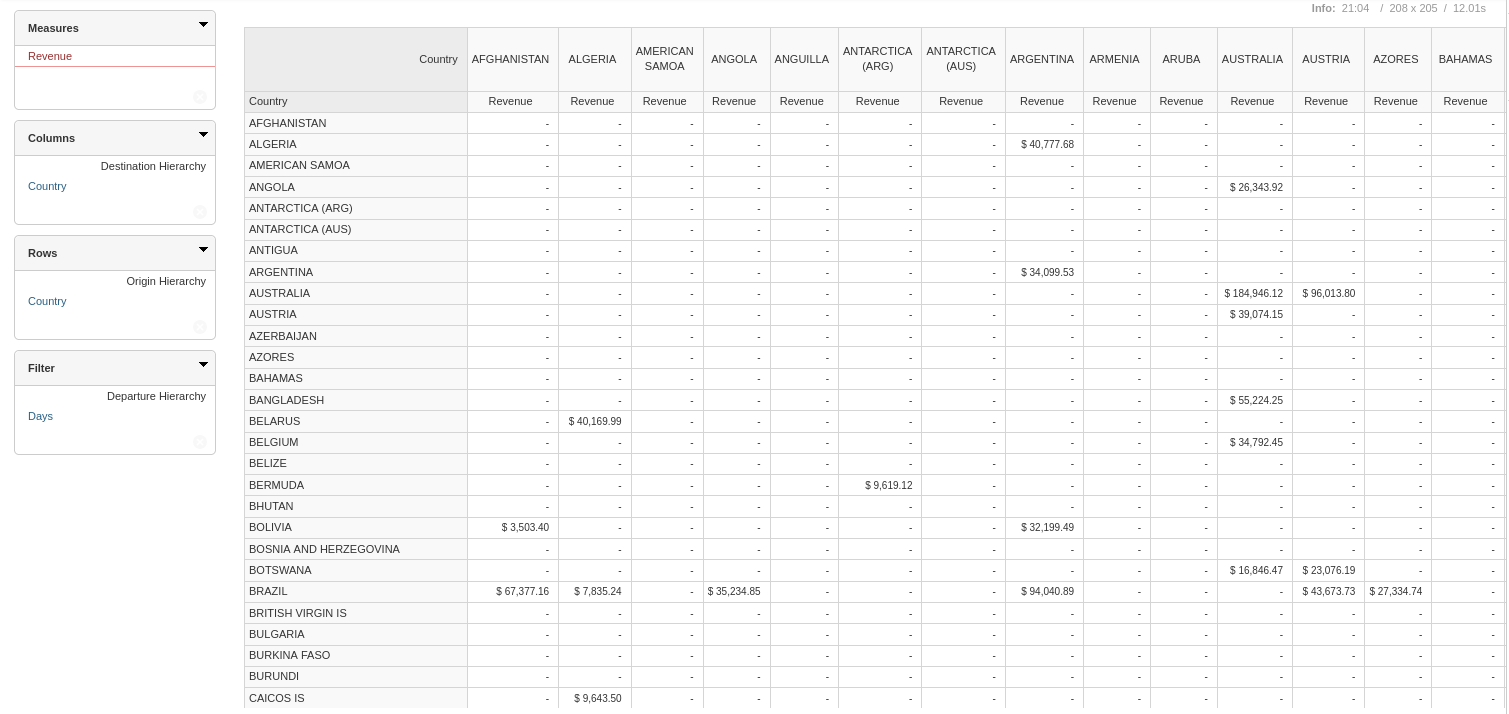 Info: 21:04 / 208 x 205 / 12.01s
Measures
Revenue
Columns
Destination Hierarchy
Country
Rows
Origin Hierarchy
Country
Filter
Departure Hierarchy
Days
Country AFGHANISTAN ALGERIA AMERICAN SAMOA ANGOLA ANGUILLA ANTARCTICA (ARG) ANTARCTICA (AUS) ARGENTINA ARMENIA ARUBA AUSTRALIA AUSTRIA AZORES BAHAMAS
Country Revenue Revenue Revenue Revenue Revenue Revenue Revenue Revenue Revenue Revenue Revenue Revenue Revenue Revenue
AFGHANISTAN - - - - - - - - - - - - - -
ALGERIA - - - - - - - $ 40,777.68 - - - - - -
AMERICAN SAMOA - - - - - - - - - - - - - -
ANGOLA - - - - - - - - - - $ 26,343.92 - - -
ANTARCTICA (ARG) - - - - - - - - - - - - - -
ANTARCTICA (AUS) - - - - - - - - - - - - - -
ANTIGUA - - - - - - - - - - - - - -
ARGENTINA - - - - - - - $ 34,099.53 - - - - - -
AUSTRALIA - - - - - - - - - - $ 184,946.12 $ 96,013.80 - -
AUSTRIA - - - - - - - - - - $ 39,074.15 - - -
AZERBAIJAN - - - - - - - - - - - - - -
AZORES - - - - - - - - - - - - - -
BAHAMAS - - - - - - - - - - - - - -
BANGLADESH - - - - - - - - - - $ 55,224.25 - - -
BELARUS - $ 40,169.99 - - - - - - - - - - - -
BELGIUM - - - - - - - - - - $ 34,792.45 - - -
BELIZE - - - - - - - - - - - - - -
BERMUDA - - - - - $ 9,619.12 - - - - - - - -
BHUTAN - - - - - - - - - - - - - -
BOLIVIA $ 3,503.40 - - - - - - $ 32,199.49 - - - - - -
BOSNIA AND HERZEGOVINA - - - - - - - - - - - - - -
BOTSWANA - - - - - - - - - - $ 16,846.47 $ 23,076.19 - -
BRAZIL $ 67,377.16 $ 7,835.24 - $ 35,234.85 - - - $ 94,040.89 - - - $ 43,673.73 $ 27,334.74 -
BRITISH VIRGIN IS - - - - - - - - - - - - - -
BULGARIA - - - - - - - - - - - - - -
BURKINA FASO - - - - - - - - - - - - - -
BURUNDI - - - - - - - - - - - - - -
CAICOS IS - $ 9,643.50 - - - - - - - - - - - -